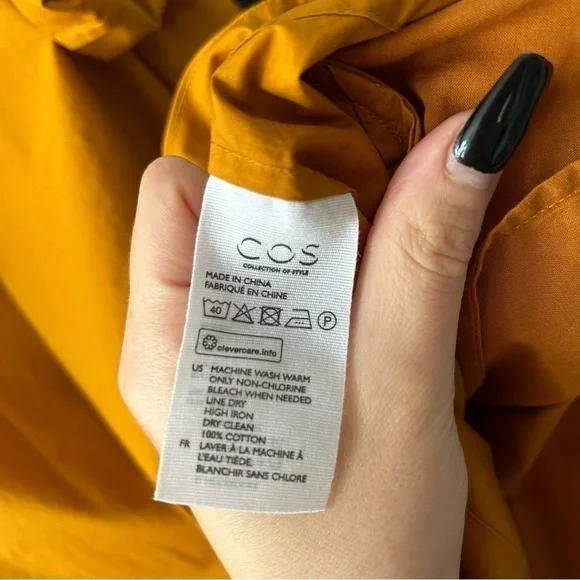 COS
COLLECTION OF STYLE
MADE IN CHINA
FABRIQUÉ EN CHINE
40 P
clevercare.info
US MACHINE WASH WARM
ONLY NON-CHLORINE
BLEACH WHEN NEEDED
LINE DRY
HIGH IRON
DRY CLEAN
100% COTTON
FR LAVER À LA MACHINE À
L'EAU TIÈDE,
BLANCHIR SANS CHLORE